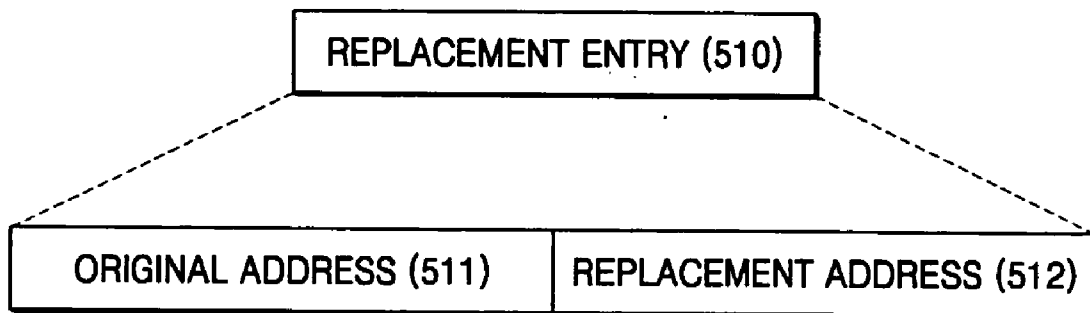 REPLACEMENT ENTRY (510)
ORIGINAL ADDRESS (511)
REPLACEMENT ADDRESS (512)